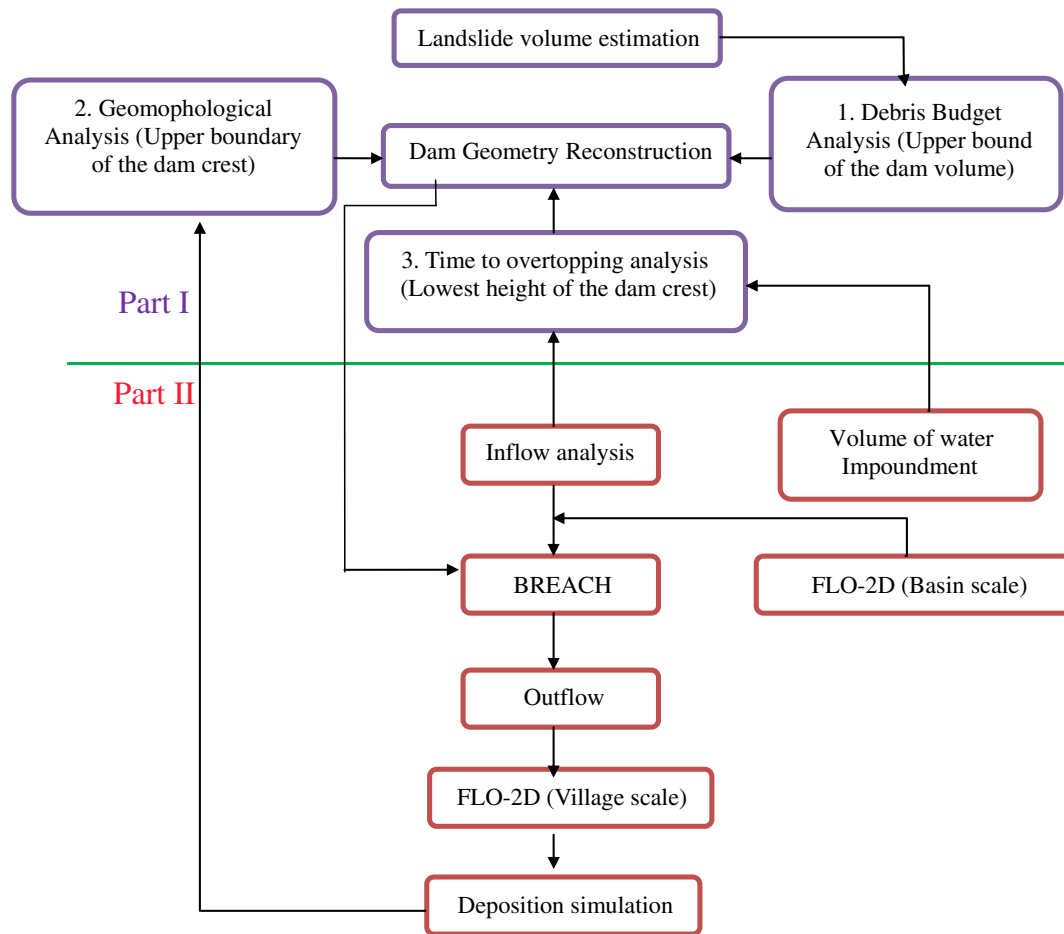 Landslide volume estimation
2. Geomophological
Analysis (Upper boundary
of the dam crest)
Dam Geometry Reconstruction
1. Debris Budget
Analysis (Upper bound
of the dam volume)
3. Time to overtopping analysis
(Lowest height of the dam crest)
Part I
Part II
Inflow analysis
Volume of water
Impoundment
BREACH
FLO-2D (Basin scale)
Outflow
FLO-2D (Village scale)
Deposition simulation